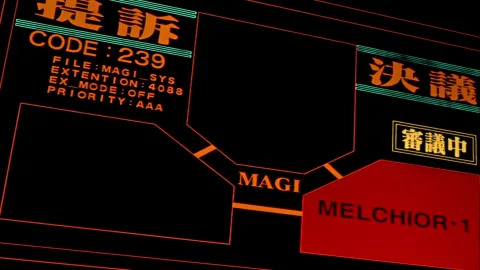 提訴
決議
CODE:239
FILE:MAGI_SYS
EXTENTION:4088
EX_MODE:OFF
PRIORITY:AAA
審議中
MAGI
MELCHIOR・1